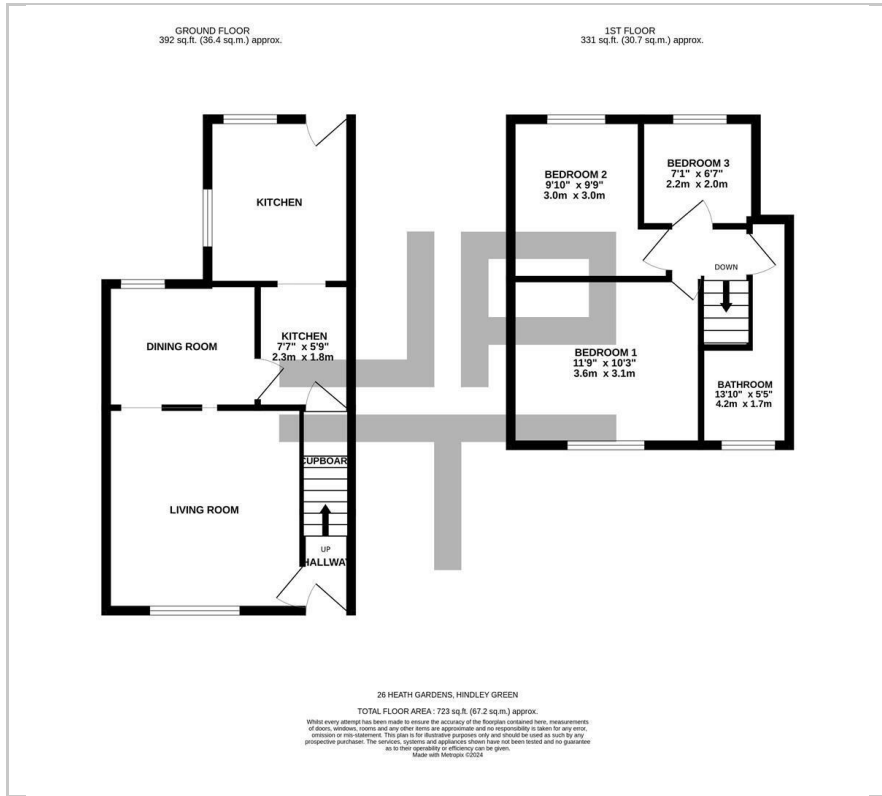 GROUND FLOOR
392 sq.ft. (36.4 sq.m.) approx.
1ST FLOOR
331 sq.ft. (30.7 sq.m.) approx.
KITCHEN
DINING ROOM
KITCHEN
7'7" x 5'9"
2.3m x 1.8m
LIVING ROOM
CUPBOAR
UP
HALLWA
BEDROOM 2
9'10" x 9'9"
3.0m x 3.0m
BEDROOM 3
7'1" x 6'7"
2.2m x 2.0m
DOWN
BEDROOM 1
11'9" x 10'3"
3.6m x 3.1m
BATHROOM
13'10" x 5'5"
4.2m x 1.7m
JP
T
26 HEATH GARDENS, HINDLEY GREEN
TOTAL FLOOR AREA : 723 sq.ft. (67.2 sq.m.) approx.
Whilst every attempt has been made to ensure the accuracy of the floorplan contained here, measurements
of doors, windows, rooms and any other items are approximate and no responsibility is taken for any error,
omission or mis-statement. This plan is for illustrative purposes only and should be used as such by any
prospective purchaser. The services, systems and appliances shown have not been tested and no guarantee
as to their operability or efficiency can be given.
Made with Metropix ©2024